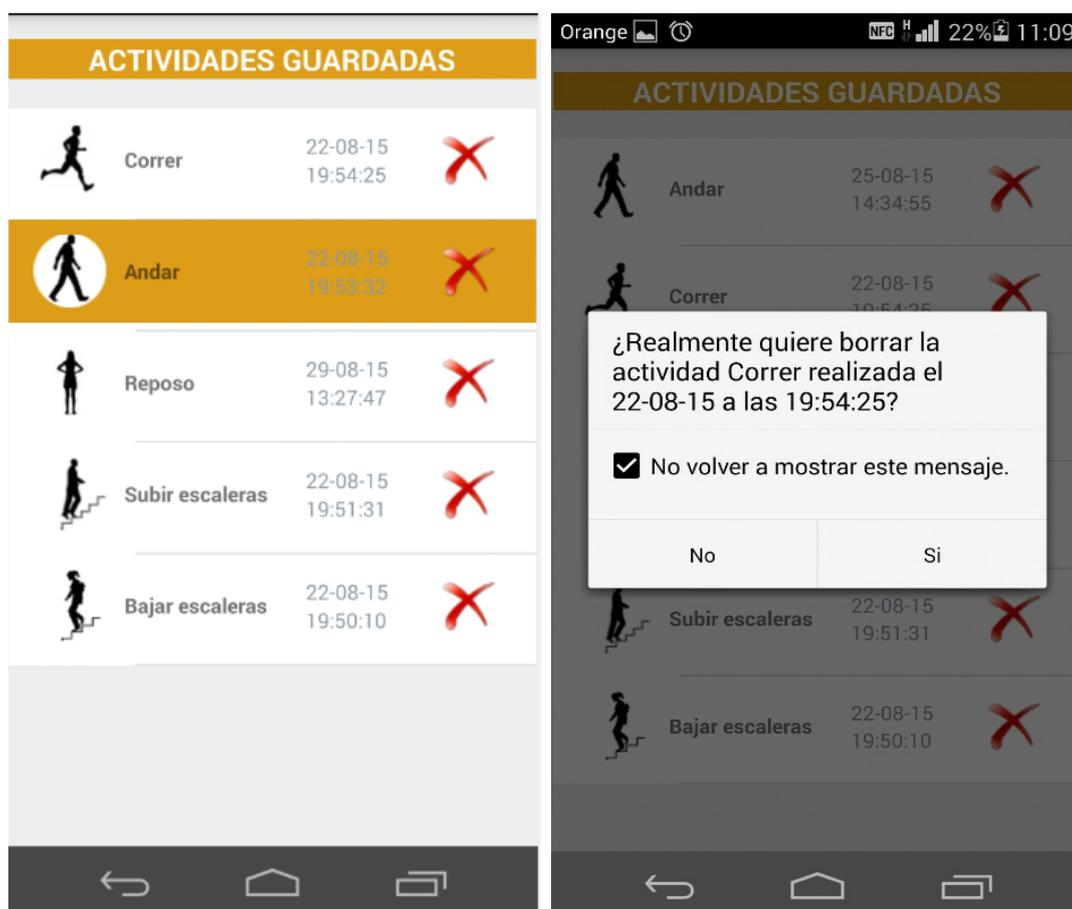 ACTIVIDADES GUARDADAS
Correr
22-08-15
19:54:25
Andar
22-08-15
19:53:32
Reposo
29-08-15
13:27:47
Subir escaleras
22-08-15
19:51:31
Bajar escaleras
22-08-15
19:50:10
Orange NFC H 22% 11:09
ACTIVIDADES GUARDADAS
Andar
25-08-15
14:34:55
Correr
22-08-15
19:54:25
¿Realmente quiere borrar la
actividad Correr realizada el
22-08-15 a las 19:54:25?
No volver a mostrar este mensaje.
No Si
Subir escaleras
22-08-15
19:51:31
Bajar escaleras
22-08-15
19:50:10